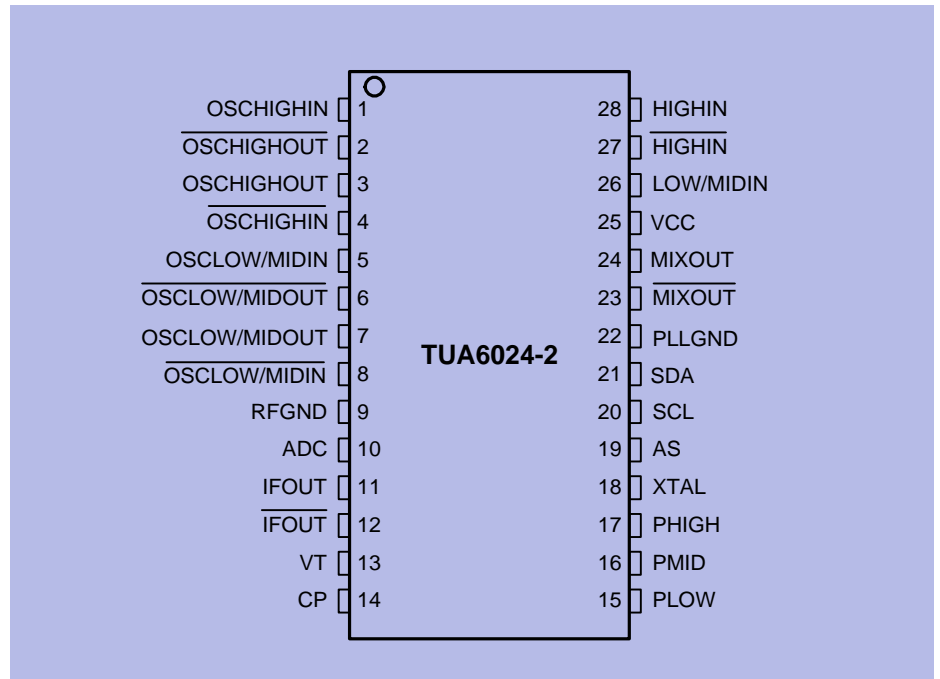 OSCHIGHIN 1 28 HIGHIN
OSCHIGHOUT 2 27 HIGHIN
OSCHIGHOUT 3 26 LOW/MIDIN
OSCHIGHIN 4 25 VCC
OSCLOW/MIDIN 5 24 MIXOUT
OSCLOW/MIDOUT 6 23 MIXOUT
OSCLOW/MIDOUT 7 22 PLLGND
TUA6024-2
OSCLOW/MIDIN 8 21 SDA
RFGND 9 20 SCL
ADC 10 19 AS
IFOUT 11 18 XTAL
IFOUT 12 17 PHIGH
VT 13 16 PMID
CP 14 15 PLOW